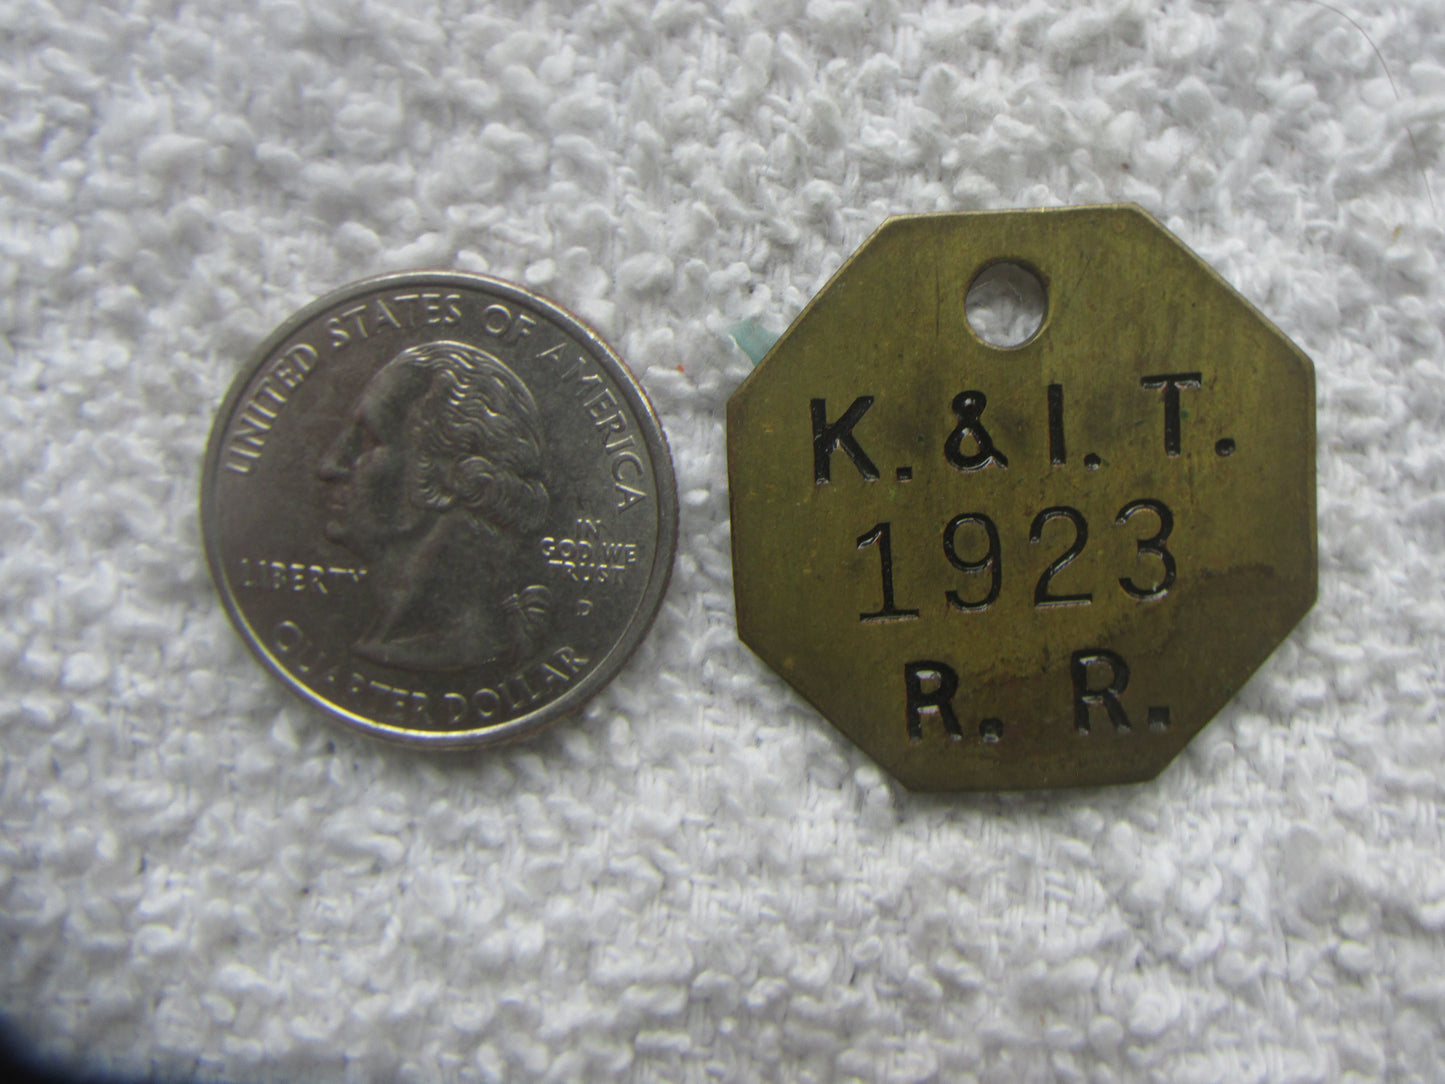 UNITED STATES OF AMERICA
LIBERTY
IN
GOD WE
TRUST
D
QUARTER DOLLAR
K. & I. T.
1923
R. R.